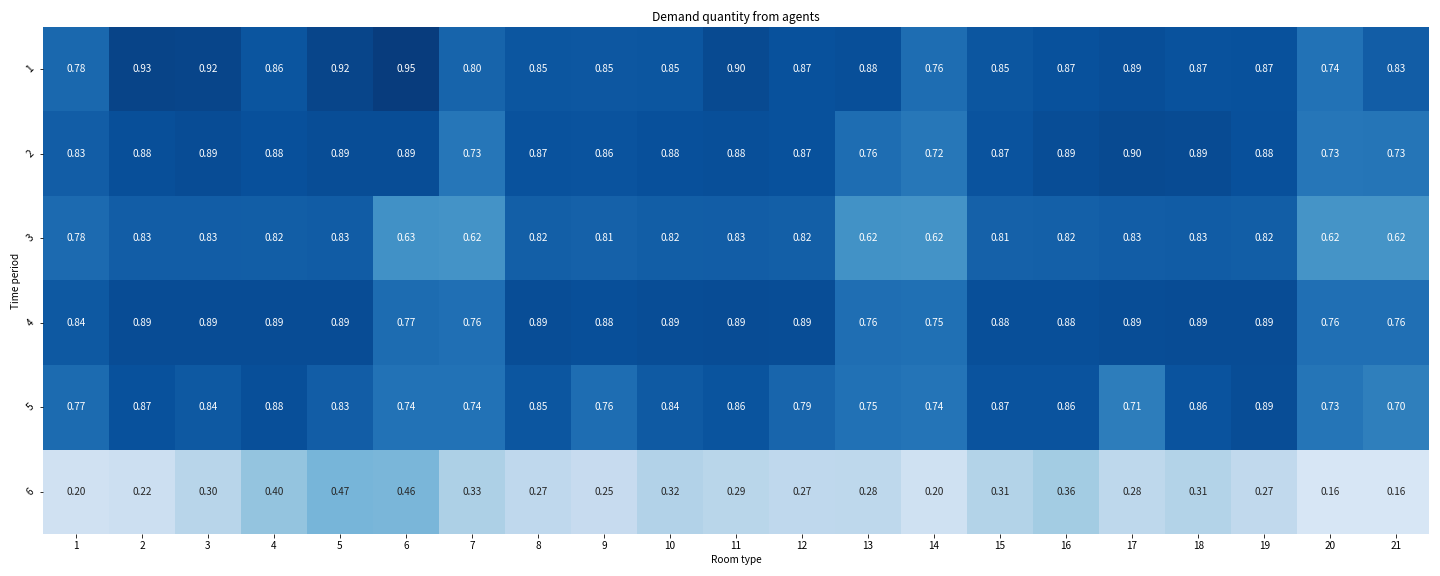 Demand quantity from agents
Time period
1 0.78 0.93 0.92 0.86 0.92 0.95 0.80 0.85 0.85 0.85 0.90 0.87 0.88 0.76 0.85 0.87 0.89 0.87 0.87 0.74 0.83
2 0.83 0.88 0.89 0.88 0.89 0.89 0.73 0.87 0.86 0.88 0.88 0.87 0.76 0.72 0.87 0.89 0.90 0.89 0.88 0.73 0.73
3 0.78 0.83 0.83 0.82 0.83 0.63 0.62 0.82 0.81 0.82 0.83 0.82 0.62 0.62 0.81 0.82 0.83 0.83 0.82 0.62 0.62
4 0.84 0.89 0.89 0.89 0.89 0.77 0.76 0.89 0.88 0.89 0.89 0.89 0.76 0.75 0.88 0.88 0.89 0.89 0.89 0.76 0.76
5 0.77 0.87 0.84 0.88 0.83 0.74 0.74 0.85 0.76 0.84 0.86 0.79 0.75 0.74 0.87 0.86 0.71 0.86 0.89 0.73 0.70
6 0.20 0.22 0.30 0.40 0.47 0.46 0.33 0.27 0.25 0.32 0.29 0.27 0.28 0.20 0.31 0.36 0.28 0.31 0.27 0.16 0.16
1 2 3 4 5 6 7 8 9 10 11 12 13 14 15 16 17 18 19 20 21
Room type